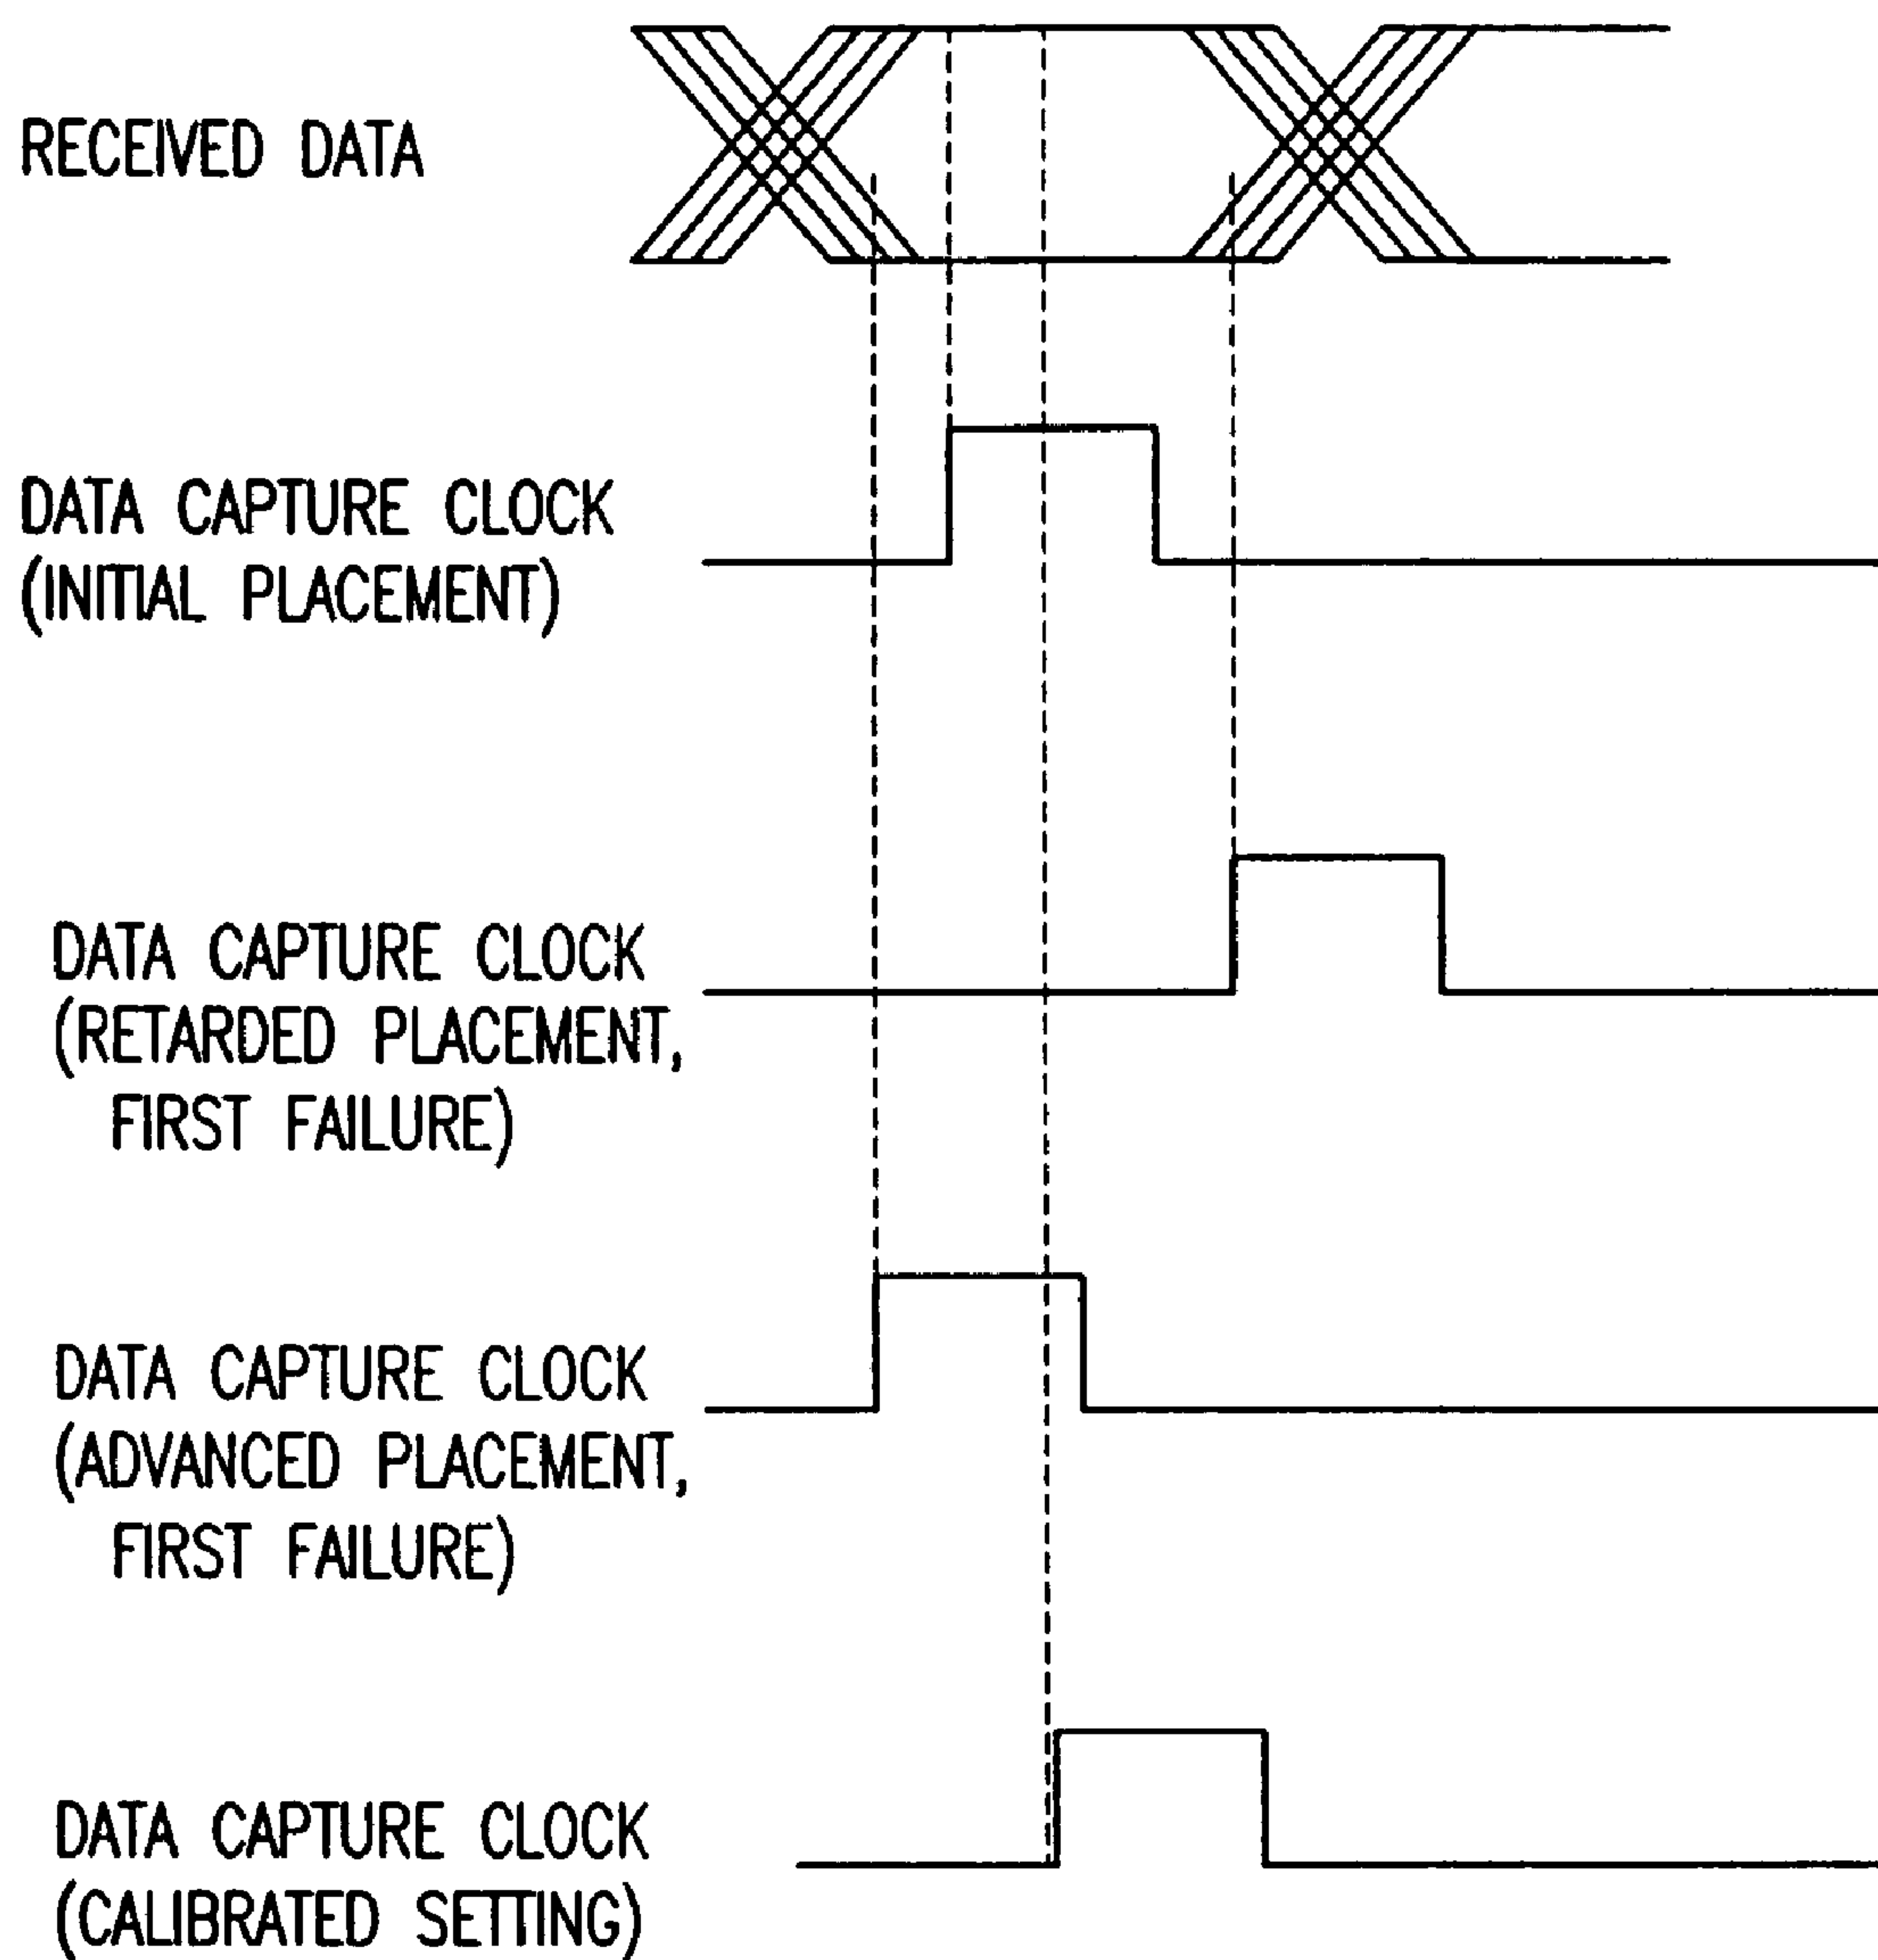 RECEIVED DATA
DATA CAPTURE CLOCK
(INITIAL PLACEMENT)
DATA CAPTURE CLOCK
(RETARDED PLACEMENT,
FIRST FAILURE)
DATA CAPTURE CLOCK
(ADVANCED PLACEMENT,
FIRST FAILURE)
DATA CAPTURE CLOCK
(CALIBRATED SETTING)